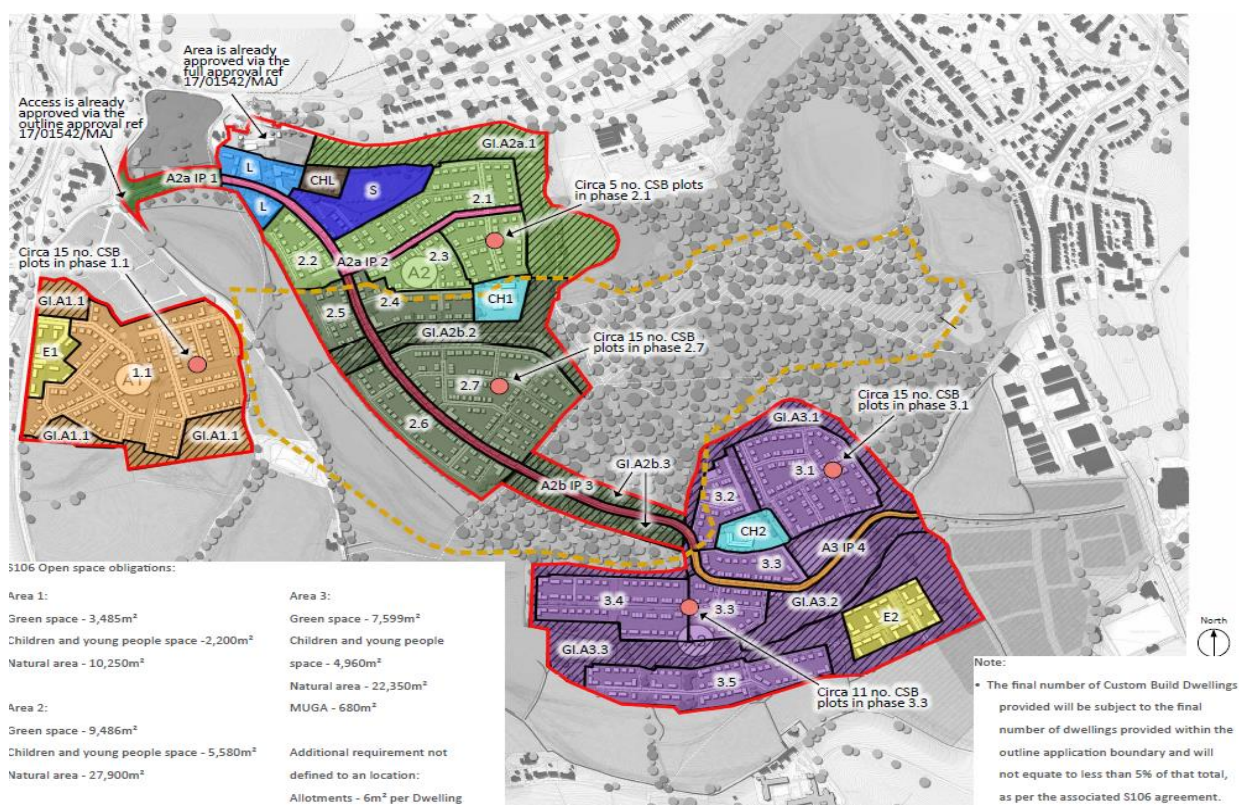 Area is already
approved via the
full approval ref
17/01542/MAJ
Access is already
approved via the
outline approval ref
17/01542/MAJ
A2a IP 1
L
L
CHL
S
GI.A2a.1
2.1
Circa 5 no. CSB plots
in phase 2.1
2.2
A2a IP 2
2.3
A2
Circa 15 no. CSB
plots in phase 1.1
GI.A1.1
E1
1.1
A1
GI.A1.1
GI.A1.1
2.4
2.5
CH1
GI.A2b.2
Circa 15 no. CSB
plots in phase 2.7
2.7
2.6
Circa 15 no. CSB
plots in phase 3.1
GI.A3.1
GI.A2b.3
A2b IP 3
3.1
3.2
CH2
A3 IP 4
3.3
3.4
3.3
GI.A3.2
E2
GI.A3.3
3.5
Circa 11 no. CSB
plots in phase 3.3
North
S106 Open space obligations:
Area 1:
Green space - 3,485m²
Children and young people space -2,200m²
Natural area - 10,250m²
Area 2:
Green space - 9,486m²
Children and young people space - 5,580m²
Natural area - 27,900m²
Area 3:
Green space - 7,599m²
Children and young people
space - 4,960m²
Natural area - 22,350m²
MUGA - 680m²
Additional requirement not
defined to an location:
Allotments - 6m² per Dwelling
Note:
• The final number of Custom Build Dwellings
provided will be subject to the final
number of dwellings provided within the
outline application boundary and will
not equate to less than 5% of that total,
as per the associated S106 agreement.